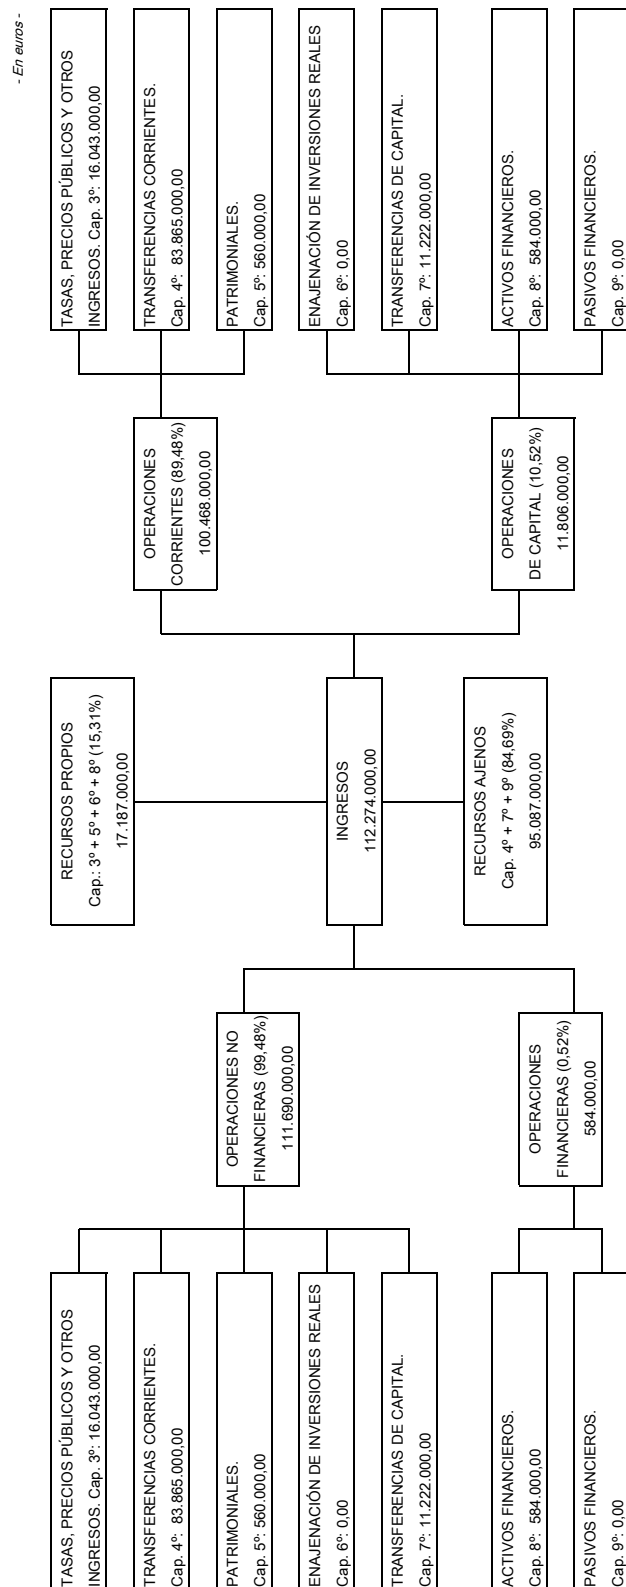 - En euros -
TASAS, PRECIOS PÚBLICOS Y OTROS
INGRESOS. Cap. 3º: 16.043.000,00
TRANSFERENCIAS CORRIENTES.
Cap. 4º: 83.865.000,00
PATRIMONIALES.
Cap. 5º: 560.000,00
ENAJENACIÓN DE INVERSIONES REALES
Cap. 6º: 0,00
TRANSFERENCIAS DE CAPITAL.
Cap. 7º: 11.222.000,00
ACTIVOS FINANCIEROS.
Cap. 8º: 584.000,00
PASIVOS FINANCIEROS.
Cap. 9º: 0,00
OPERACIONES NO
FINANCIERAS (99,48%)
111.690.000,00
OPERACIONES
FINANCIERAS (0,52%)
584.000,00
RECURSOS PROPIOS
Cap.: 3º + 5º + 6º + 8º (15,31%)
17.187.000,00
INGRESOS
112.274.000,00
RECURSOS AJENOS
Cap. 4º + 7º + 9º (84,69%)
95.087.000,00
OPERACIONES
CORRIENTES (89,48%)
100.468.000,00
OPERACIONES
DE CAPITAL (10,52%)
11.806.000,00
TASAS, PRECIOS PÚBLICOS Y OTROS
INGRESOS. Cap. 3º: 16.043.000,00
TRANSFERENCIAS CORRIENTES.
Cap. 4º: 83.865.000,00
PATRIMONIALES.
Cap. 5º: 560.000,00
ENAJENACIÓN DE INVERSIONES REALES
Cap. 6º: 0,00
TRANSFERENCIAS DE CAPITAL.
Cap. 7º: 11.222.000,00
ACTIVOS FINANCIEROS.
Cap. 8º: 584.000,00
PASIVOS FINANCIEROS.
Cap. 9º: 0,00